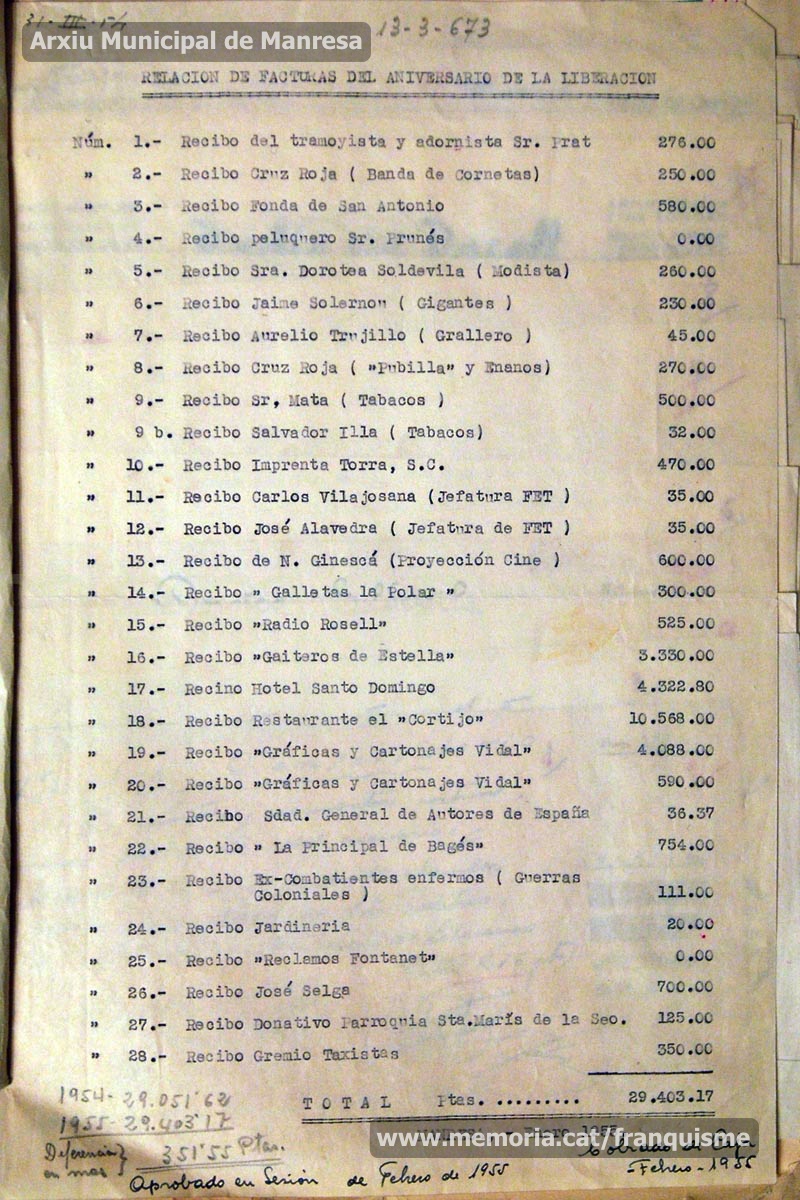 Arxiu Municipal de Manresa
13-3-673
RELACION DE FACTURAS DEL ANIVERSARIO DE LA LIBERACION
Núm. 1.- Recibo del tramoyista y adornista Sr. Prat 276.00
" 2.- Recibo Cruz Roja ( Banda de Cornetas) 250.00
" 3.- Recibo Fonda de San Antonio 580.00
" 4.- Recibo peluquero Sr. Prunés 0.00
" 5.- Recibo Sra. Dorotea Soldevila ( Modista) 260.00
" 6.- Recibo Jaime Solernou ( Gigantes ) 230.00
" 7.- Recibo Aurelio Trujillo ( Grallero ) 45.00
" 8.- Recibo Cruz Roja ( "Pubilla" y Enanos) 270.00
" 9.- Recibo Sr, Mata ( Tabacos ) 500.00
" 9 b. Recibo Salvador Illa ( Tabacos) 32.00
" 10.- Recibo Imprenta Torra, S.C. 470.00
" 11.- Recibo Carlos Vilajosana (Jefatura FET ) 35.00
" 12.- Recibo José Alavedra ( Jefatura de FET ) 35.00
" 13.- Recibo de N. Ginescá (Proyección Cine ) 600.00
" 14.- Recibo " Galletas la Polar " 300.00
" 15.- Recibo "Radio Rosell" 525.00
" 16.- Recibo "Gaiteros de Estella" 3.330.00
" 17.- Recino Hotel Santo Domingo 4.322.80
" 18.- Recibo Restaurante el "Cortijo" 10.568.00
" 19.- Recibo "Gráficas y Cartonajes Vidal" 4.088.00
" 20.- Recibo "Gráficas y Cartonajes Vidal" 590.00
" 21.- Recibo Sdad. General de Autores de España 36.37
" 22.- Recibo " La Principal de Bagés" 754.00
" 23.- Recibo Ex-Combatientes enfermos ( Guerras
Coloniales ) 111.00
" 24.- Recibo Jardineria 20.00
" 25.- Recibo "Reclamos Fontanet" 0.00
" 26.- Recibo José Selga 700.00
" 27.- Recibo Donativo Parroquia Sta.Marís de la Seo. 125.00
" 28.- Recibo Gremio Taxistas 350.00
TOTAL Ptas. .......... 29.403.17
1954- 29.051'62
1955- 29.403'17
Diferencia en mas 351'55 Ptas.
www.memoria.cat/franquisme
-Febrero-1955
Aprobado en Sesión de Febrero de 1955